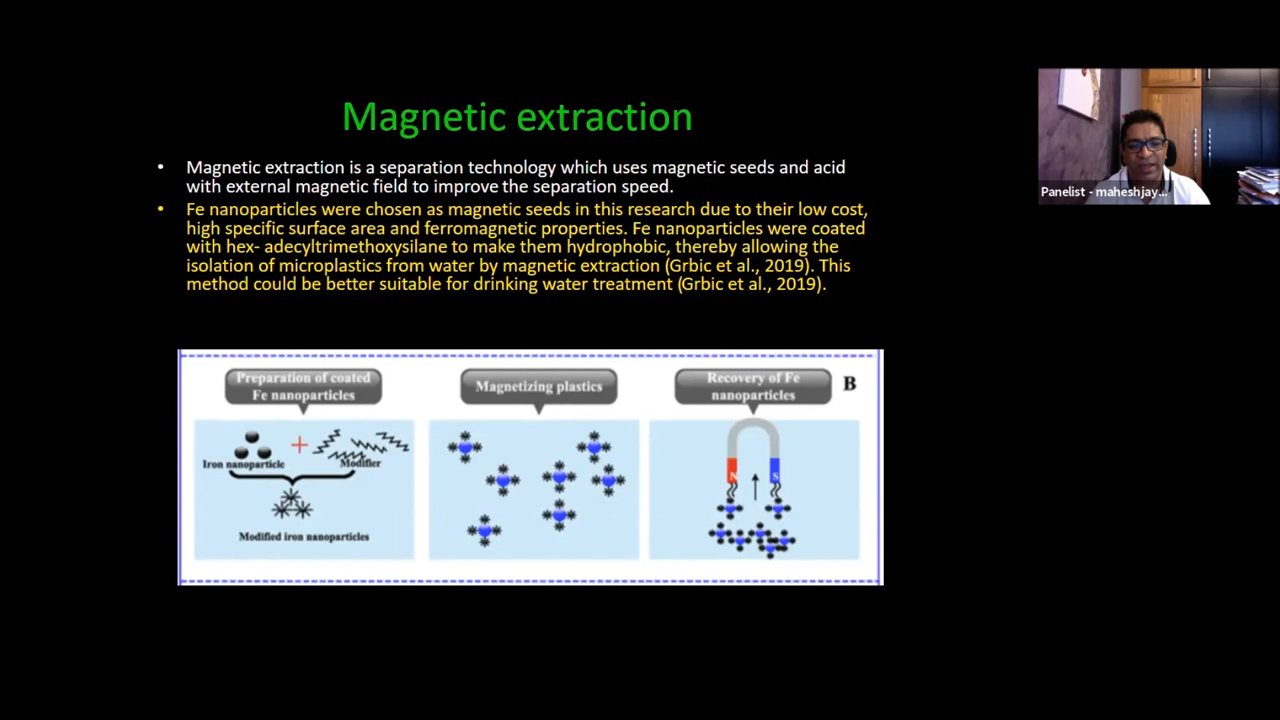 Magnetic extraction
• Magnetic extraction is a separation technology which uses magnetic seeds and acid
with external magnetic field to improve the separation speed.
• Fe nanoparticles were chosen as magnetic seeds in this research due to their low cost,
high specific surface area and ferromagnetic properties. Fe nanoparticles were coated
with hex- adecyltrimethoxysilane to make them hydrophobic, thereby allowing the
isolation of microplastics from water by magnetic extraction (Grbic et al., 2019). This
method could be better suitable for drinking water treatment (Grbic et al., 2019).
Panelist - maheshjay...
Preparation of coated
Fe nanoparticles
Iron nanoparticle
Modifier
Modified iron nanoparticles
Magnetizing plastics
Recovery of Fe
nanoparticles
B
N
S